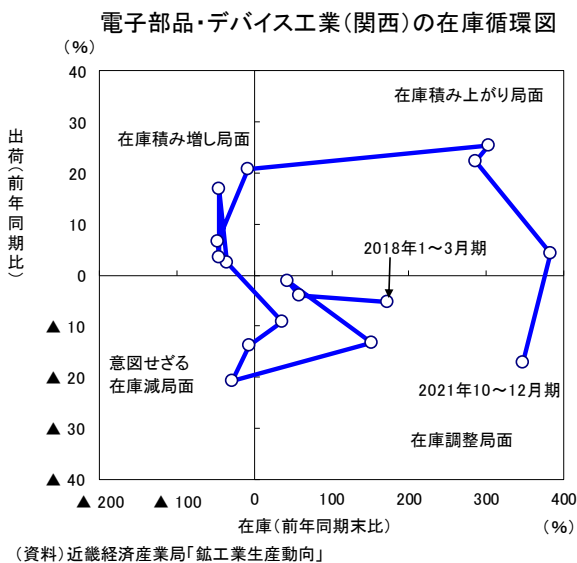 電子部品・デバイス工業(関西)の在庫循環図
(%)
40
30
20
10
0
▲ 10
▲ 20
▲ 30
▲ 40
出荷(前年同期比)
在庫積み増し局面
在庫積み上がり局面
2018年1~3月期
意図せざる
在庫減局面
2021年10~12月期
在庫調整局面
▲ 200
▲ 100
0
100
200
300
400
在庫(前年同期末比)
(%)
(資料)近畿経済産業局「鉱工業生産動向」